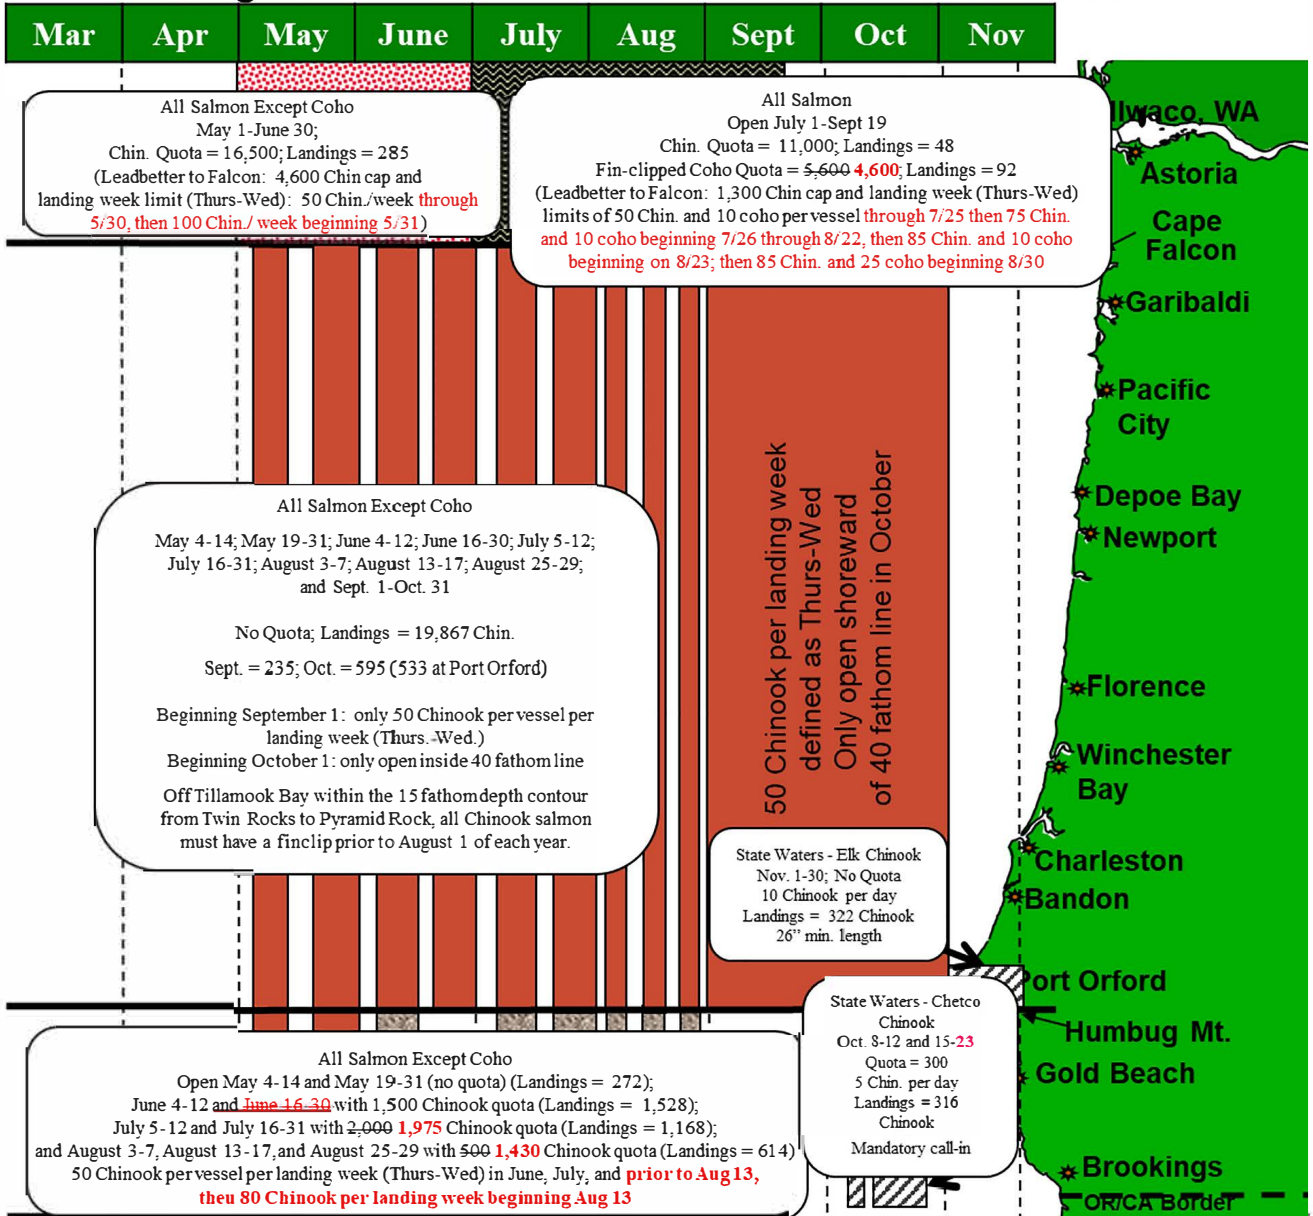 Mar Apr May June July Aug Sept Oct Nov
All Salmon Except Coho
May 1-June 30;
Chin. Quota = 16,500; Landings = 285
(Leadbetter to Falcon: 4,600 Chin cap and
landing week limit (Thurs-Wed): 50 Chin./week through
5/30, then 100 Chin./ week beginning 5/31)
All Salmon
Open July 1-Sept 19
Chin. Quota = 11,000; Landings = 48
Fin-clipped Coho Quota = 5,600 4,600; Landings = 92
(Leadbetter to Falcon: 1,300 Chin cap and landing week (Thurs-Wed)
limits of 50 Chin. and 10 coho per vessel through 7/25 then 75 Chin.
and 10 coho beginning 7/26 through 8/22, then 85 Chin. and 10 coho
beginning on 8/23; then 85 Chin. and 25 coho beginning 8/30
Ilwaco, WA
Astoria
Cape
Falcon
Garibaldi
Pacific
City
Depoe Bay
Newport
Florence
Winchester
Bay
Charleston
Bandon
Port Orford
Humbug Mt.
Gold Beach
Brookings
OR/CA Border
All Salmon Except Coho
May 4-14; May 19-31; June 4-12; June 16-30; July 5-12;
July 16-31; August 3-7; August 13-17; August 25-29;
and Sept. 1-Oct. 31
No Quota; Landings = 19,867 Chin.
Sept. = 235; Oct. = 595 (533 at Port Orford)
Beginning September 1: only 50 Chinook per vessel per
landing week (Thurs.-Wed.)
Beginning October 1: only open inside 40 fathom line
Off Tillamook Bay within the 15 fathom depth contour
from Twin Rocks to Pyramid Rock, all Chinook salmon
must have a finclip prior to August 1 of each year.
50 Chinook per landing week
defined as Thurs-Wed
Only open shoreward
of 40 fathom line in October
State Waters - Elk Chinook
Nov. 1-30; No Quota
10 Chinook per day
Landings = 322 Chinook
26” min. length
State Waters - Chetco
Chinook
Oct. 8-12 and 15-23
Quota = 300
5 Chin. per day
Landings = 316
Chinook
Mandatory call-in
All Salmon Except Coho
Open May 4-14 and May 19-31 (no quota) (Landings = 272);
June 4-12 and June 16-30 with 1,500 Chinook quota (Landings = 1,528);
July 5-12 and July 16-31 with 2,000 1,975 Chinook quota (Landings = 1,168);
and August 3-7, August 13-17,and August 25-29 with 500 1,430 Chinook quota (Landings = 614)
50 Chinook per vessel per landing week (Thurs-Wed) in June, July, and prior to Aug 13,
theu 80 Chinook per landing week beginning Aug 13